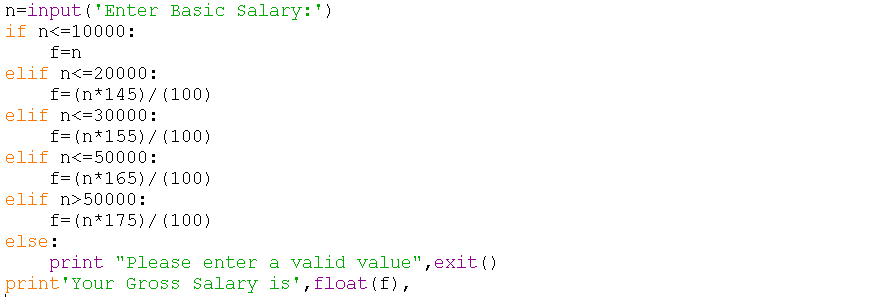 n=input('Enter Basic Salary:')
if n<=10000:
    f=n
elif n<=20000:
    f=(n*145)/(100)
elif n<=30000:
    f=(n*155)/(100)
elif n<=50000:
    f=(n*165)/(100)
elif n>50000:
    f=(n*175)/(100)
else:
    print "Please enter a valid value",exit()
print'Your Gross Salary is',float(f),